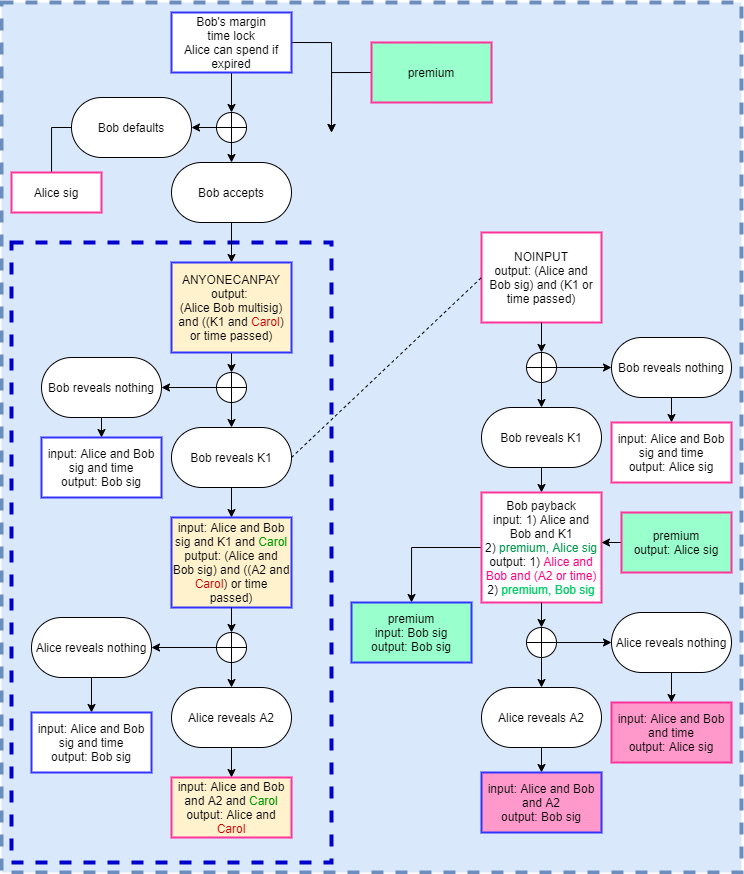 Bob's margin
time lock
Alice can spend if
expired
premium
Bob defaults
Alice sig
Bob accepts
ANYONECANPAY
output:
(Alice Bob multisig)
and ((K1 and Carol)
or time passed)
Bob reveals nothing
input: Alice and Bob
sig and time
output: Bob sig
Bob reveals K1
input: Alice and Bob
sig and K1 and Carol
putput: (Alice and
Bob sig) and ((A2 and
Carol) or time
passed)
Alice reveals nothing
input: Alice and Bob
sig and time
output: Bob sig
Alice reveals A2
input: Alice and Bob
and A2 and Carol
output: Alice and
Carol
NOINPUT
output: (Alice and
Bob sig) and (K1 or
time passed)
Bob reveals nothing
input: Alice and Bob
sig and time
output: Alice sig
Bob reveals K1
Bob payback
input: 1) Alice and
Bob and K1
2) premium, Alice sig
output: 1) Alice and
Bob and (A2 or time)
2) premium, Bob sig
premium
output: Alice sig
premium
input: Bob sig
output: Bob sig
Alice reveals nothing
input: Alice and Bob
and time
output: Alice sig
Alice reveals A2
input: Alice and Bob
and A2
output: Bob sig